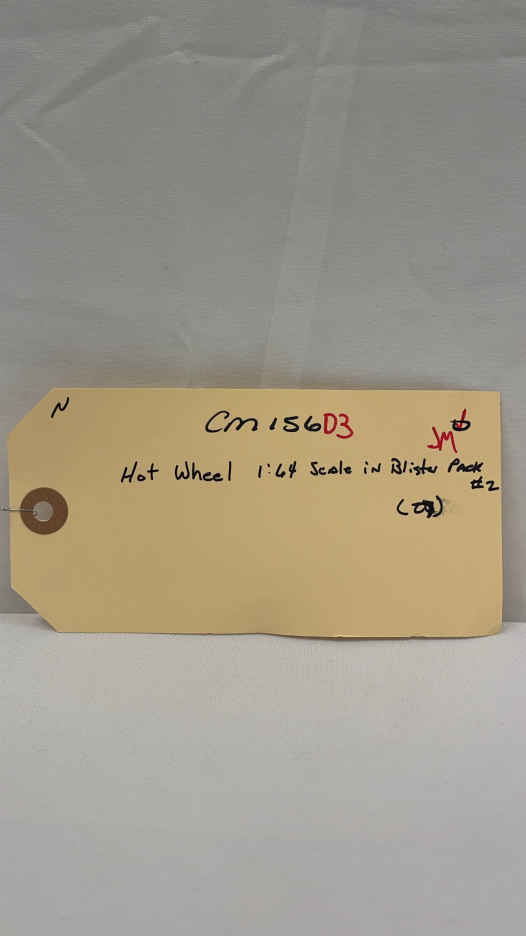 N
CM156D3
JM
Hot Wheel 1:64 Scale in Blister Pack
#2